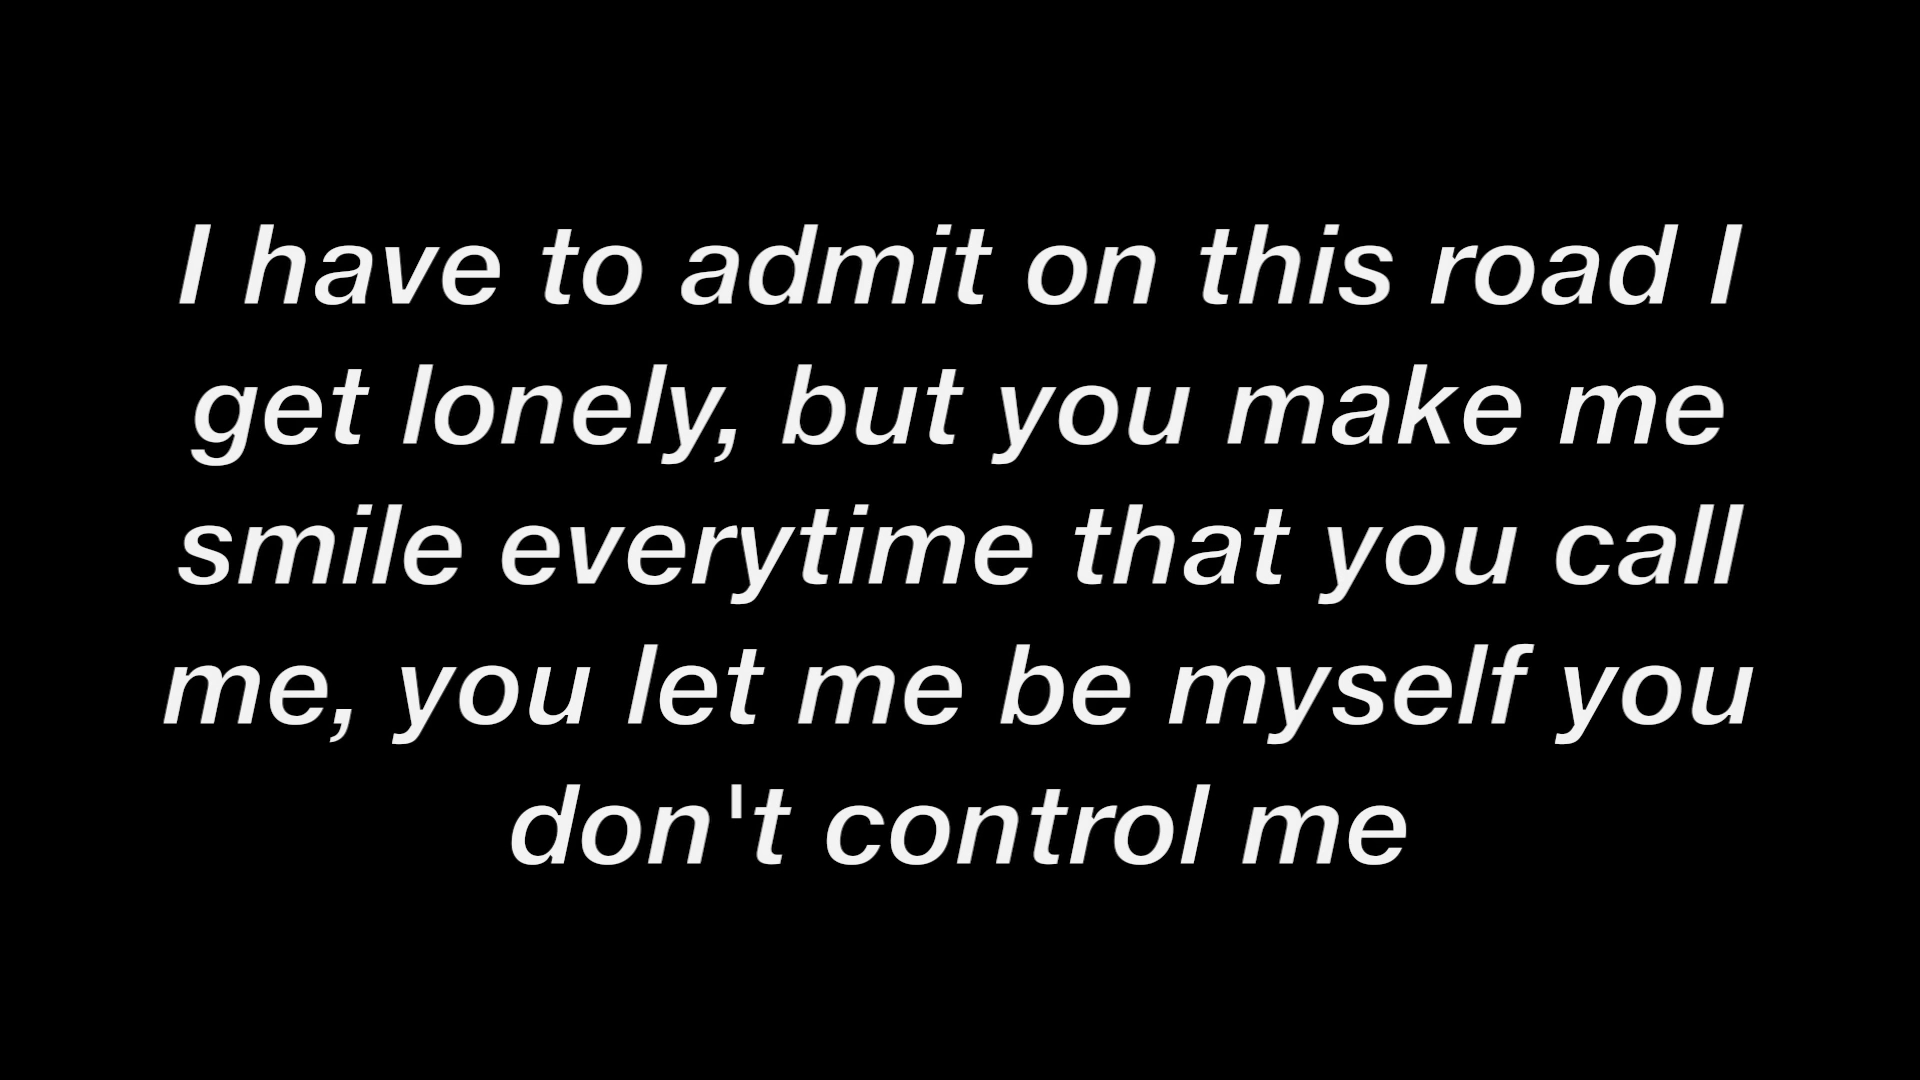 I have to admit on this road I
get lonely, but you make me
smile everytime that you call
me, you let me be myself you
don't control me